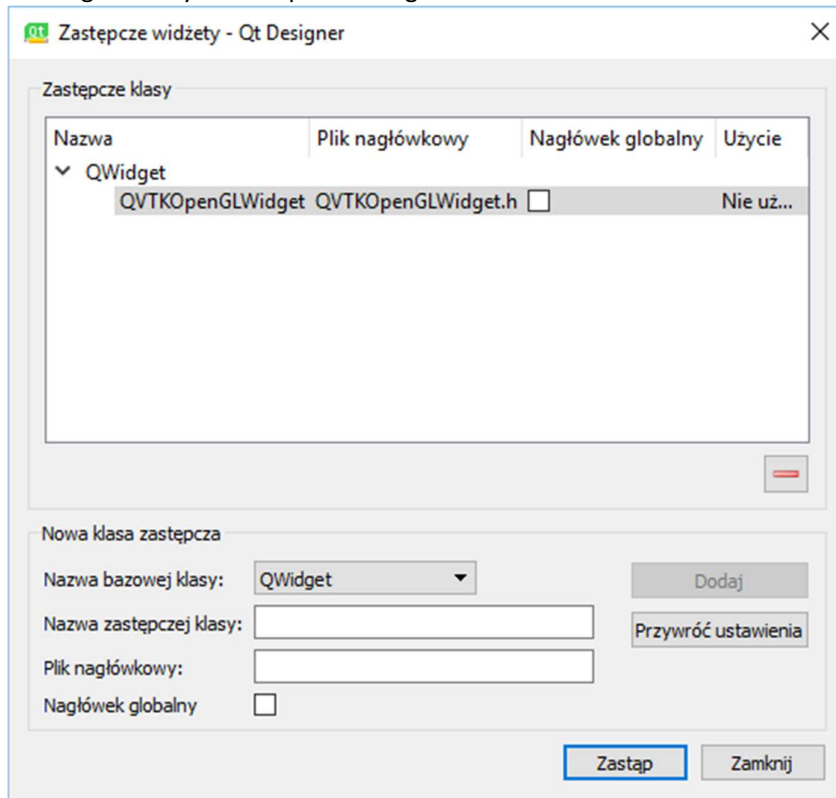 Zastępcze widżety - Qt Designer
Zastępcze klasy
Nazwa Plik nagłówkowy Nagłówek globalny Użycie
QWidget
QVTKOpenGLWidget QVTKOpenGLWidget.h Nie uż...
Nowa klasa zastępcza
Nazwa bazowej klasy: QWidget Dodaj
Nazwa zastępczej klasy: Przywróć ustawienia
Plik nagłówkowy:
Nagłówek globalny
Zastąp Zamknij